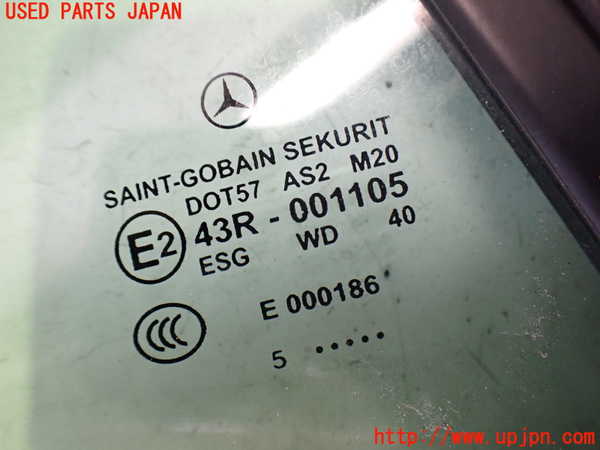 USED PARTS JAPAN
SAINT-GOBAIN SEKURIT
DOT57 AS2 M20
E2 43R - 001105
ESG WD 40
CCC E 000186
5 .....
http://www.upjpn.com/